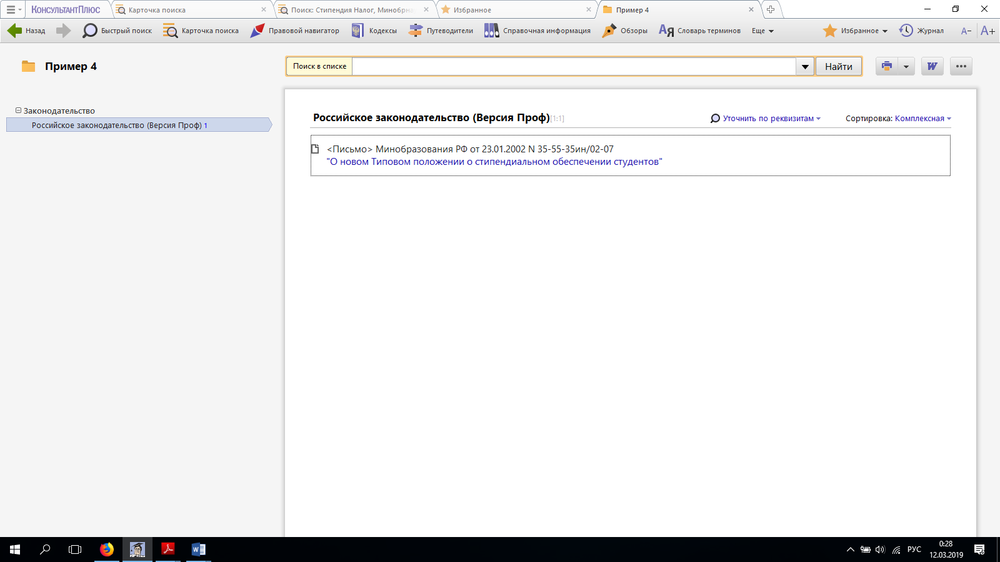 КонсультантПлюс
Карточка поиска
Поиск: Стипендия Налог, Минобрна
Избранное
Пример 4
Назад
Быстрый поиск
Карточка поиска
Правовой навигатор
Кодексы
Путеводители
Справочная информация
Обзоры
Словарь терминов
Еще
Избранное
Журнал
А−
А+
Пример 4
Поиск в списке
Найти
Законодательство
Российское законодательство (Версия Проф) 1
Российское законодательство (Версия Проф)[1:1]
Уточнить по реквизитам
Сортировка: Комплексная
<Письмо> Минобразования РФ от 23.01.2002 N 35-55-35ин/02-07
"О новом Типовом положении о стипендиальном обеспечении студентов"
РУС
0:28
12.03.2019